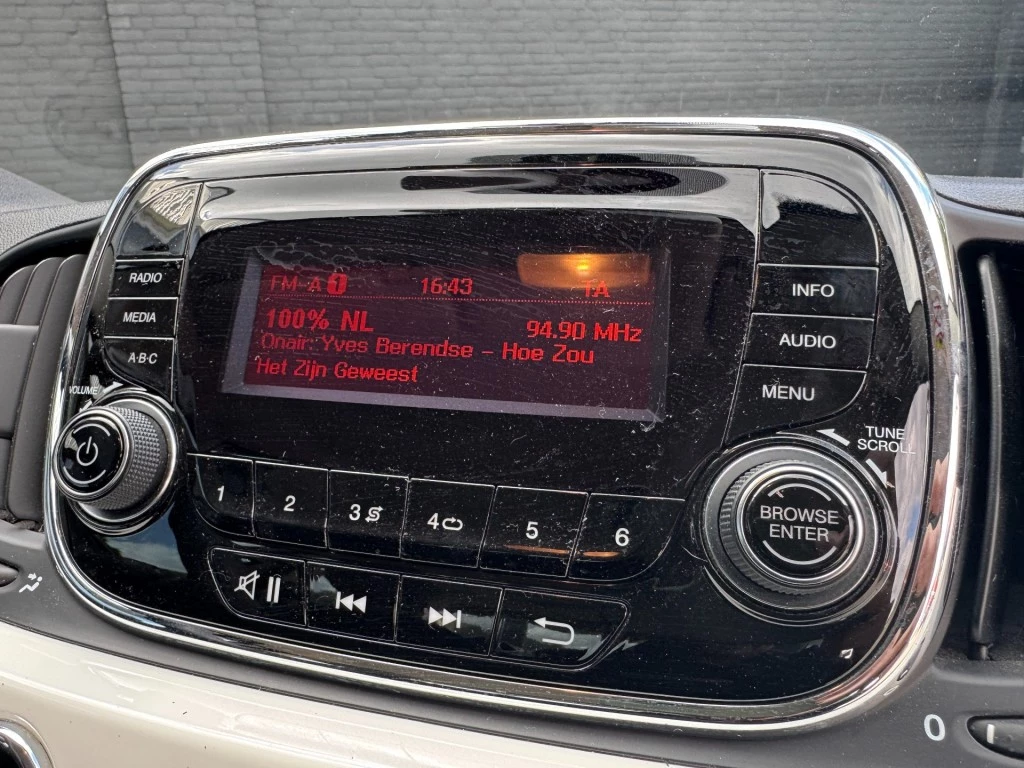 FM-A 1 16:43 TA
100% NL 94.90 MHz
Onair: Yves Berendse - Hoe Zou
Het Zijn Geweest
RADIO
MEDIA
A·B·C
VOLUME
INFO
AUDIO
MENU
TUNE
SCROLL
BROWSE
ENTER
1 2 3 4 5 6
0